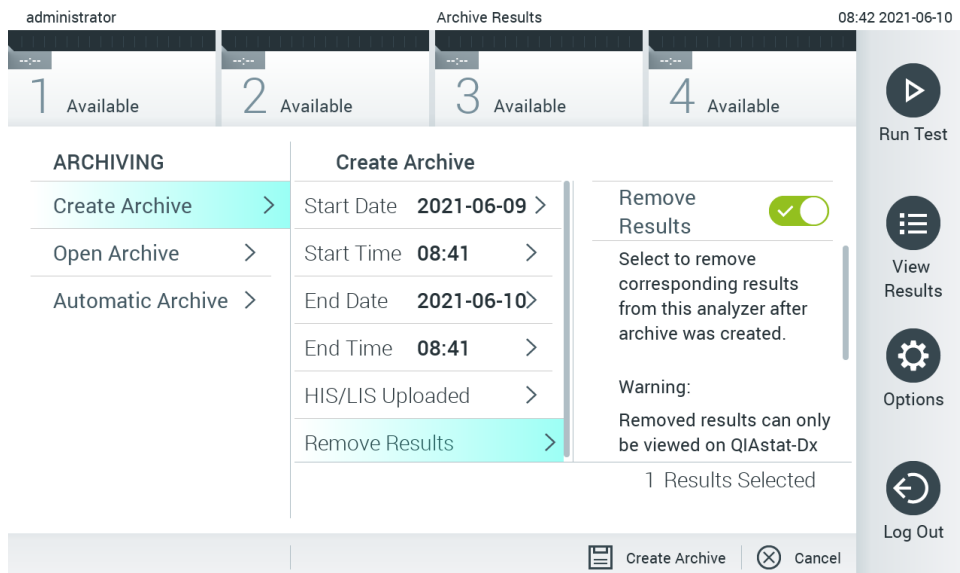 administrator
Archive Results
08:42 2021-06-10
--:--
--:--
--:--
--:--
1 Available
2 Available
3 Available
4 Available
Run Test
ARCHIVING
Create Archive
Open Archive
Automatic Archive
Create Archive
Start Date 2021-06-09
Start Time 08:41
End Date 2021-06-10
End Time 08:41
HIS/LIS Uploaded
Remove Results
Remove
Results
Select to remove
corresponding results
from this analyzer after
archive was created.
Warning:
Removed results can only
be viewed on QIAstat-Dx
1 Results Selected
View
Results
Options
Log Out
Create Archive
Cancel